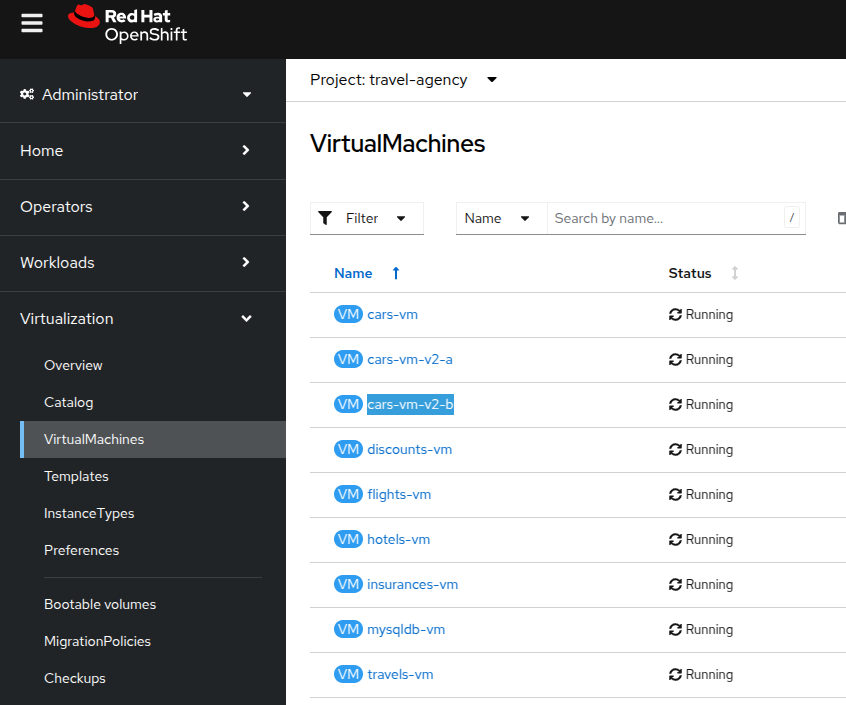 Red Hat
OpenShift
Administrator
Home
Operators
Workloads
Virtualization
Overview
Catalog
VirtualMachines
Templates
InstanceTypes
Preferences
Bootable volumes
MigrationPolicies
Checkups
Project: travel-agency
VirtualMachines
Filter
Name
Search by name...
/
Name Status
VM cars-vm Running
VM cars-vm-v2-a Running
VM cars-vm-v2-b Running
VM discounts-vm Running
VM flights-vm Running
VM hotels-vm Running
VM insurances-vm Running
VM mysqldb-vm Running
VM travels-vm Running